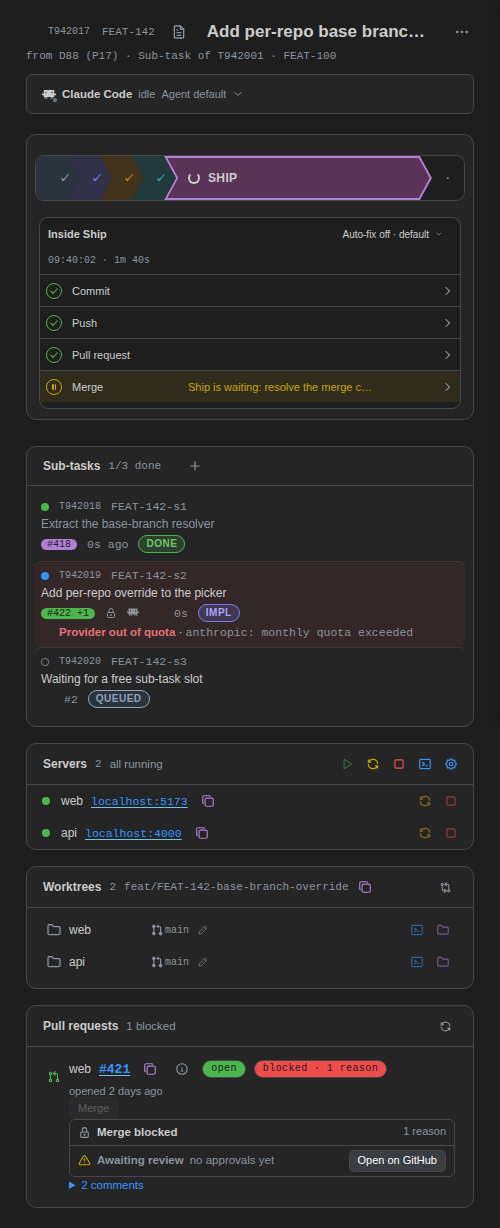 T942017 FEAT-142 Add per-repo base branc…
from D88 (P17) · Sub-task of T942001 · FEAT-100
Claude Code idle Agent default
SHIP
Inside Ship Auto-fix off · default
09:40:02 · 1m 40s
Commit
Push
Pull request
Merge Ship is waiting: resolve the merge c…
Sub-tasks 1/3 done
T942018 FEAT-142-s1
Extract the base-branch resolver
#418 0s ago DONE
T942019 FEAT-142-s2
Add per-repo override to the picker
#422 +1 0s IMPL
Provider out of quota · anthropic: monthly quota exceeded
T942020 FEAT-142-s3
Waiting for a free sub-task slot
#2 QUEUED
Servers 2 all running
web localhost:5173
api localhost:4000
Worktrees 2 feat/FEAT-142-base-branch-override
web main
api main
Pull requests 1 blocked
web #421 open blocked · 1 reason
opened 2 days ago
Merge
Merge blocked 1 reason
Awaiting review no approvals yet Open on GitHub
2 comments